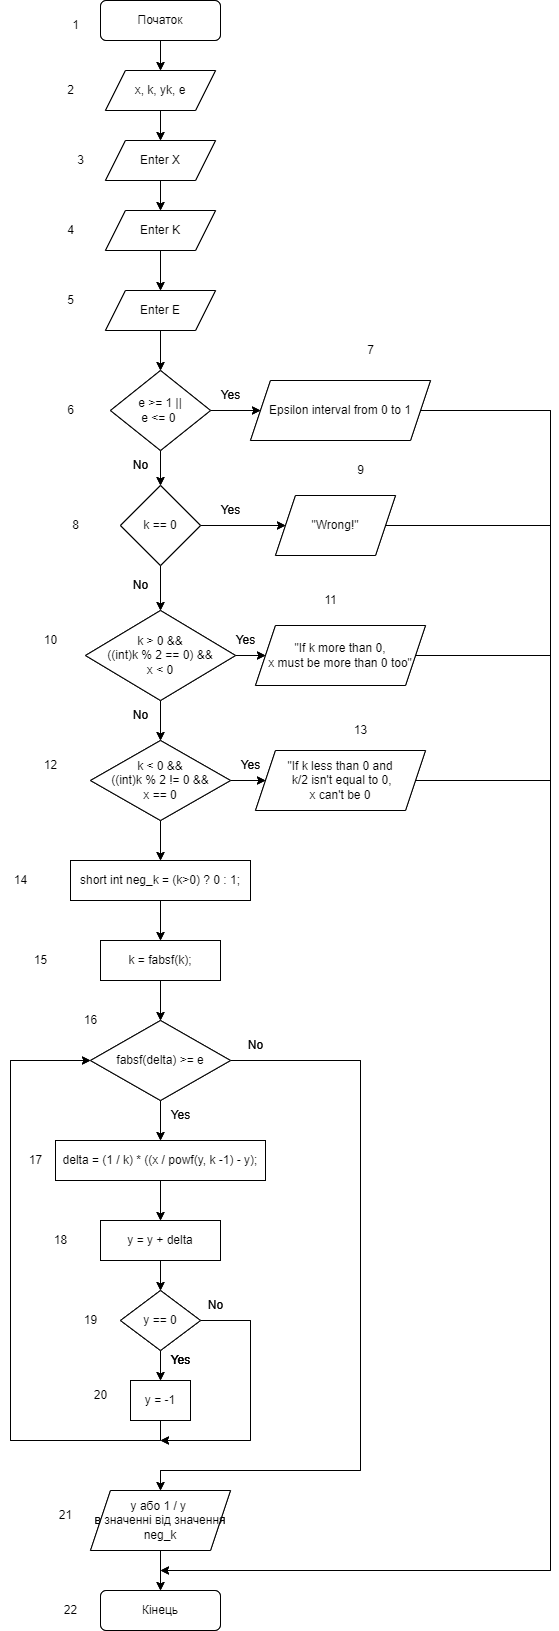 1
Початок
2
x, k, yk, e
3
Enter X
4
Enter K
5
Enter E
7
6
e >= 1 ||
e <= 0
Yes
Epsilon interval from 0 to 1
No
9
8
k == 0
Yes
"Wrong!"
No
11
10
k > 0 &&
((int)k % 2 == 0) &&
x < 0
Yes
"If k more than 0,
x must be more than 0 too"
No
13
12
k < 0 &&
((int)k % 2 != 0 &&
x == 0
Yes
"If k less than 0 and
k/2 isn't equal to 0,
x can't be 0
14
short int neg_k = (k>0) ? 0 : 1;
15
k = fabsf(k);
16
fabsf(delta) >= e
No
Yes
17
delta = (1 / k) * ((x / powf(y, k -1) - y);
18
y = y + delta
19
y == 0
No
Yes
20
y = -1
21
y або 1 / y
в значенні від значення
neg_k
22
Кінець